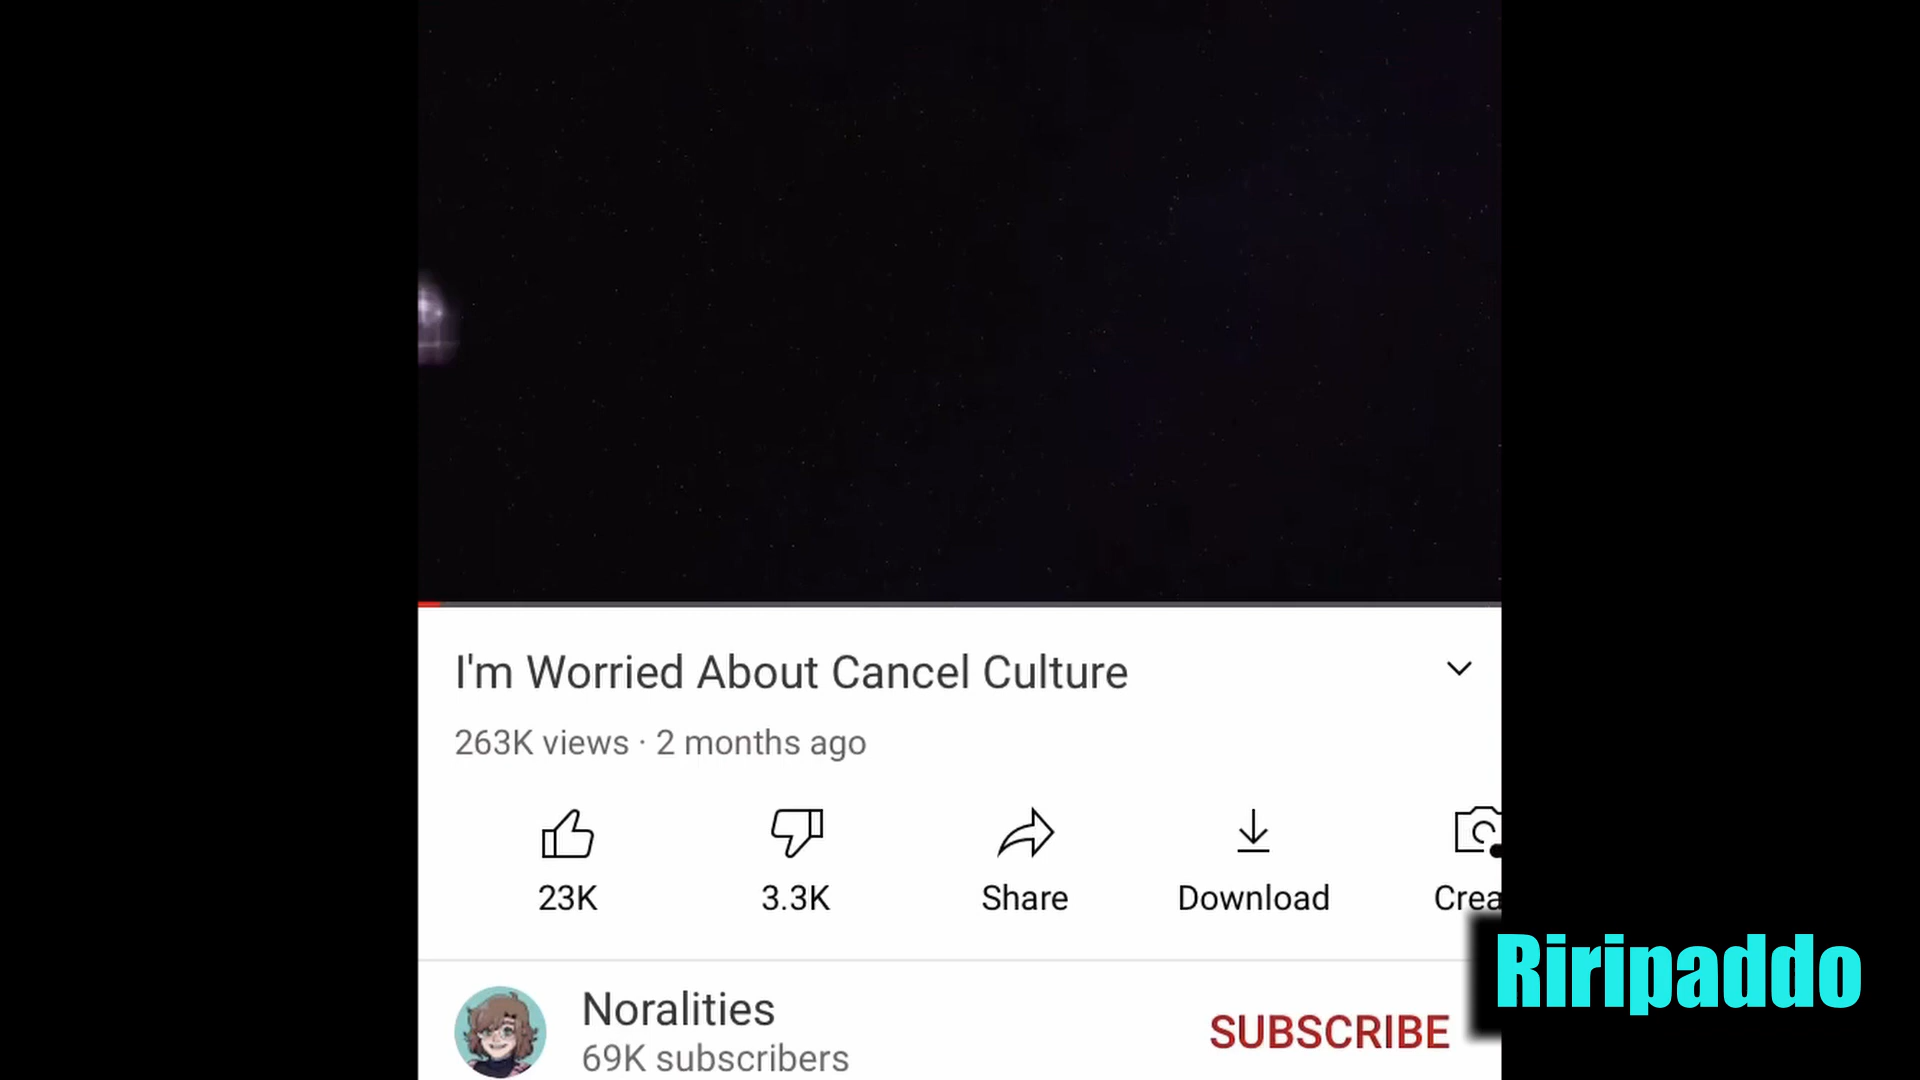 I'm Worried About Cancel Culture
263K views · 2 months ago
23K
3.3K
Share
Download
Crea
Riripaddo
Noralities
69K subscribers
SUBSCRIBE